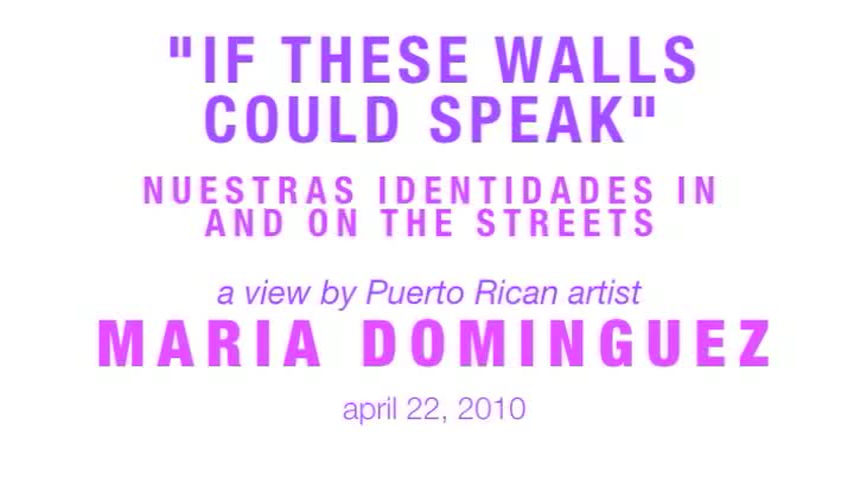 "IF THESE WALLS
COULD SPEAK"
NUESTRAS IDENTIDADES IN
AND ON THE STREETS
a view by Puerto Rican artist
MARIA DOMINGUEZ
april 22, 2010